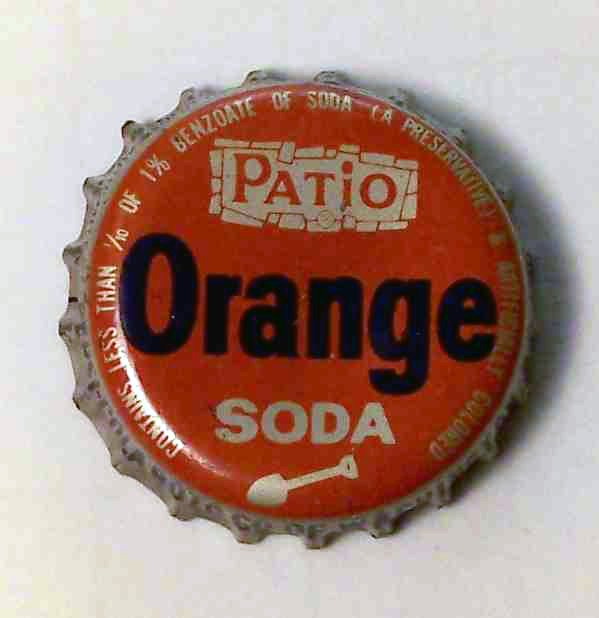 CONTAINS LESS THAN 1/10 OF 1% BENZOATE OF SODA (A PRESERVATIVE) & ARTIFICIALLY COLORED
PATIO
®
Orange
SODA